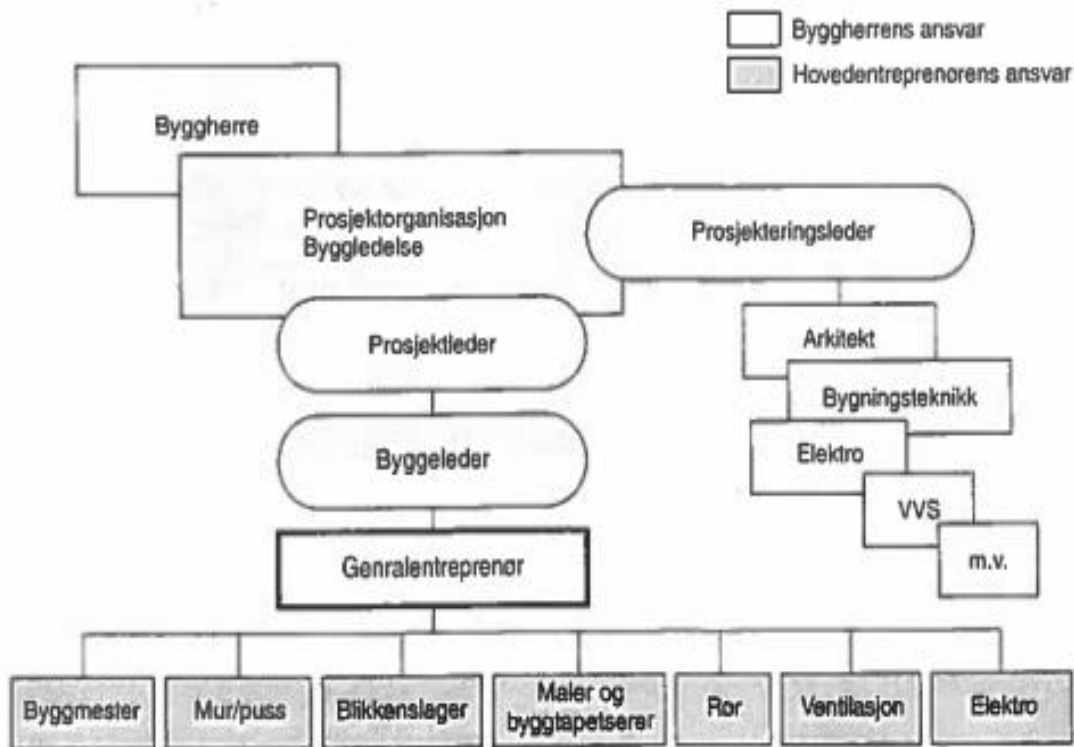 Byggherrens ansvar
Hovedentreprenørens ansvar
Byggherre
Prosjektorganisasjon
Byggledelse
Prosjekteringsleder
Prosjektleder
Arkitekt
Bygningsteknikk
Byggeleder
Elektro
VVS
m.v.
Genralentreprenør
Byggmester
Mur/puss
Blikkenslager
Maler og
byggtapetserer
Rør
Ventilasjon
Elektro